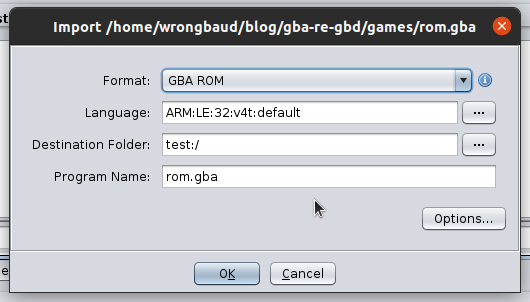 Import /home/wrongbaud/blog/gba-re-gbd/games/rom.gba
Format: GBA ROM
Language: ARM:LE:32:v4t:default ...
Destination Folder: test:/ ...
Program Name: rom.gba
Options...
OK Cancel